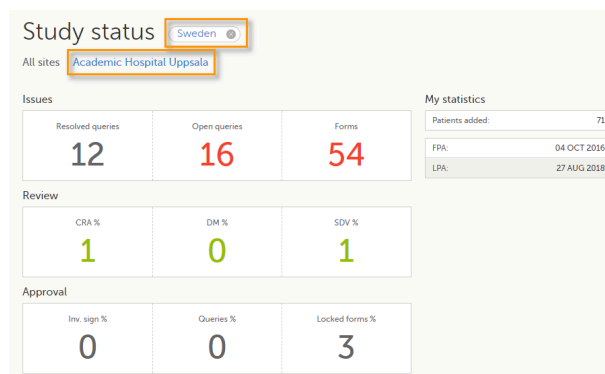 Study status Sweden
All sites Academic Hospital Uppsala
Issues
Resolved queries Open queries Forms
12 16 54
Review
CRA % DM % SDV %
1 0 1
Approval
Inv. sign % Queries % Locked forms %
0 0 3
My statistics
Patients added: 71
FPA: 04 OCT 2016
LPA: 27 AUG 2018